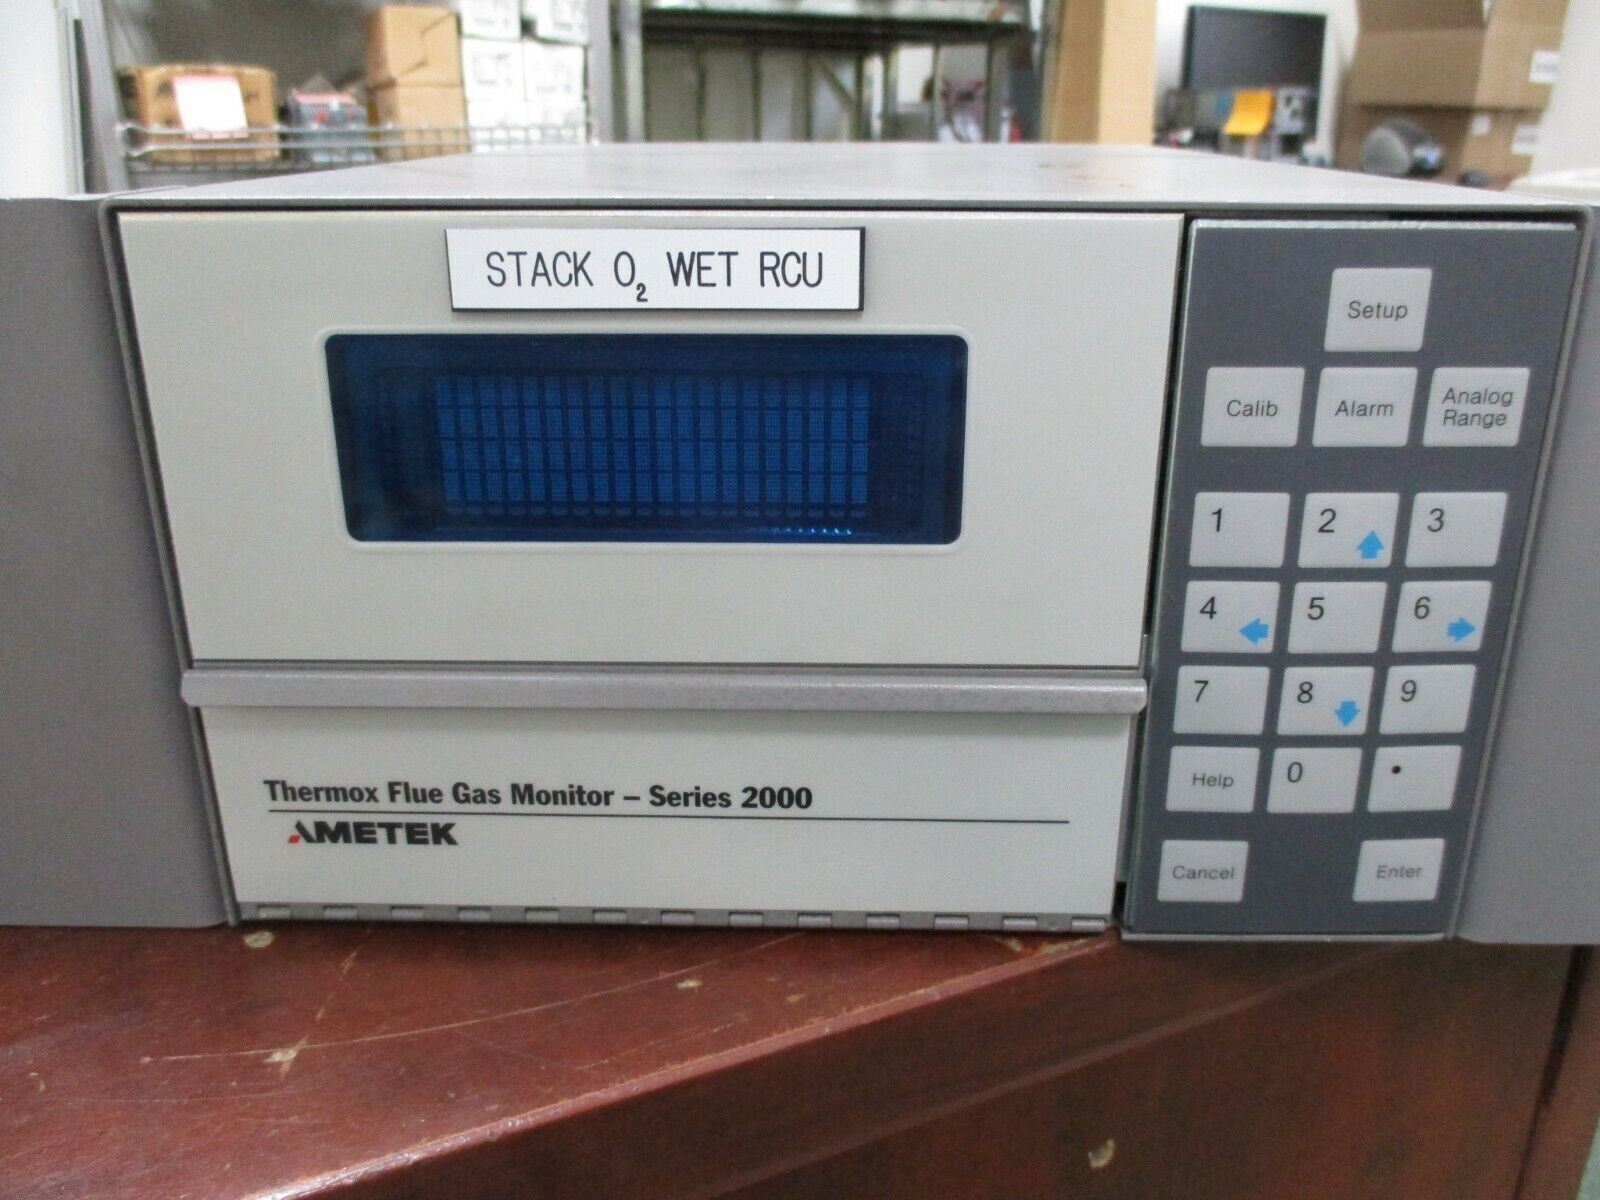 STACK O₂ WET RCU
Setup
Calib Alarm Analog Range
1 2 3
4 5 6
7 8 9
Help 0 .
Cancel Enter
Thermox Flue Gas Monitor – Series 2000
AMETEK